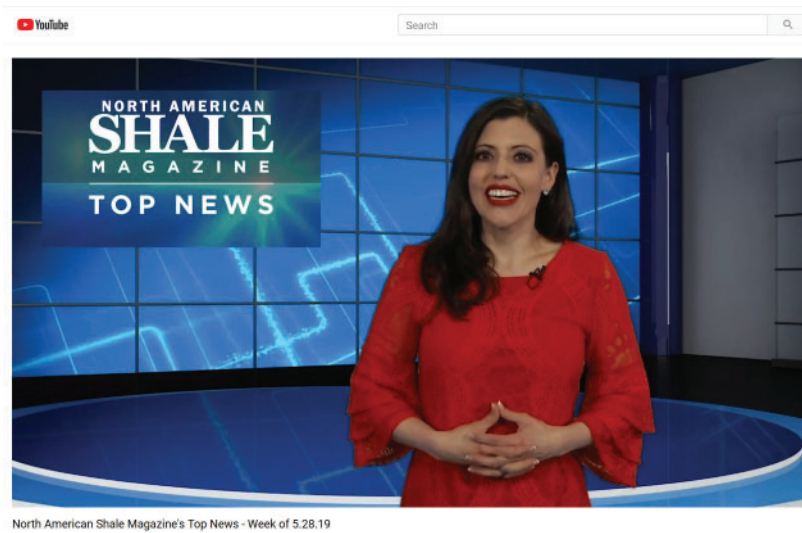 YouTube
Search
NORTH AMERICAN
SHALE
MAGAZINE
TOP NEWS
North American Shale Magazine's Top News - Week of 5.28.19